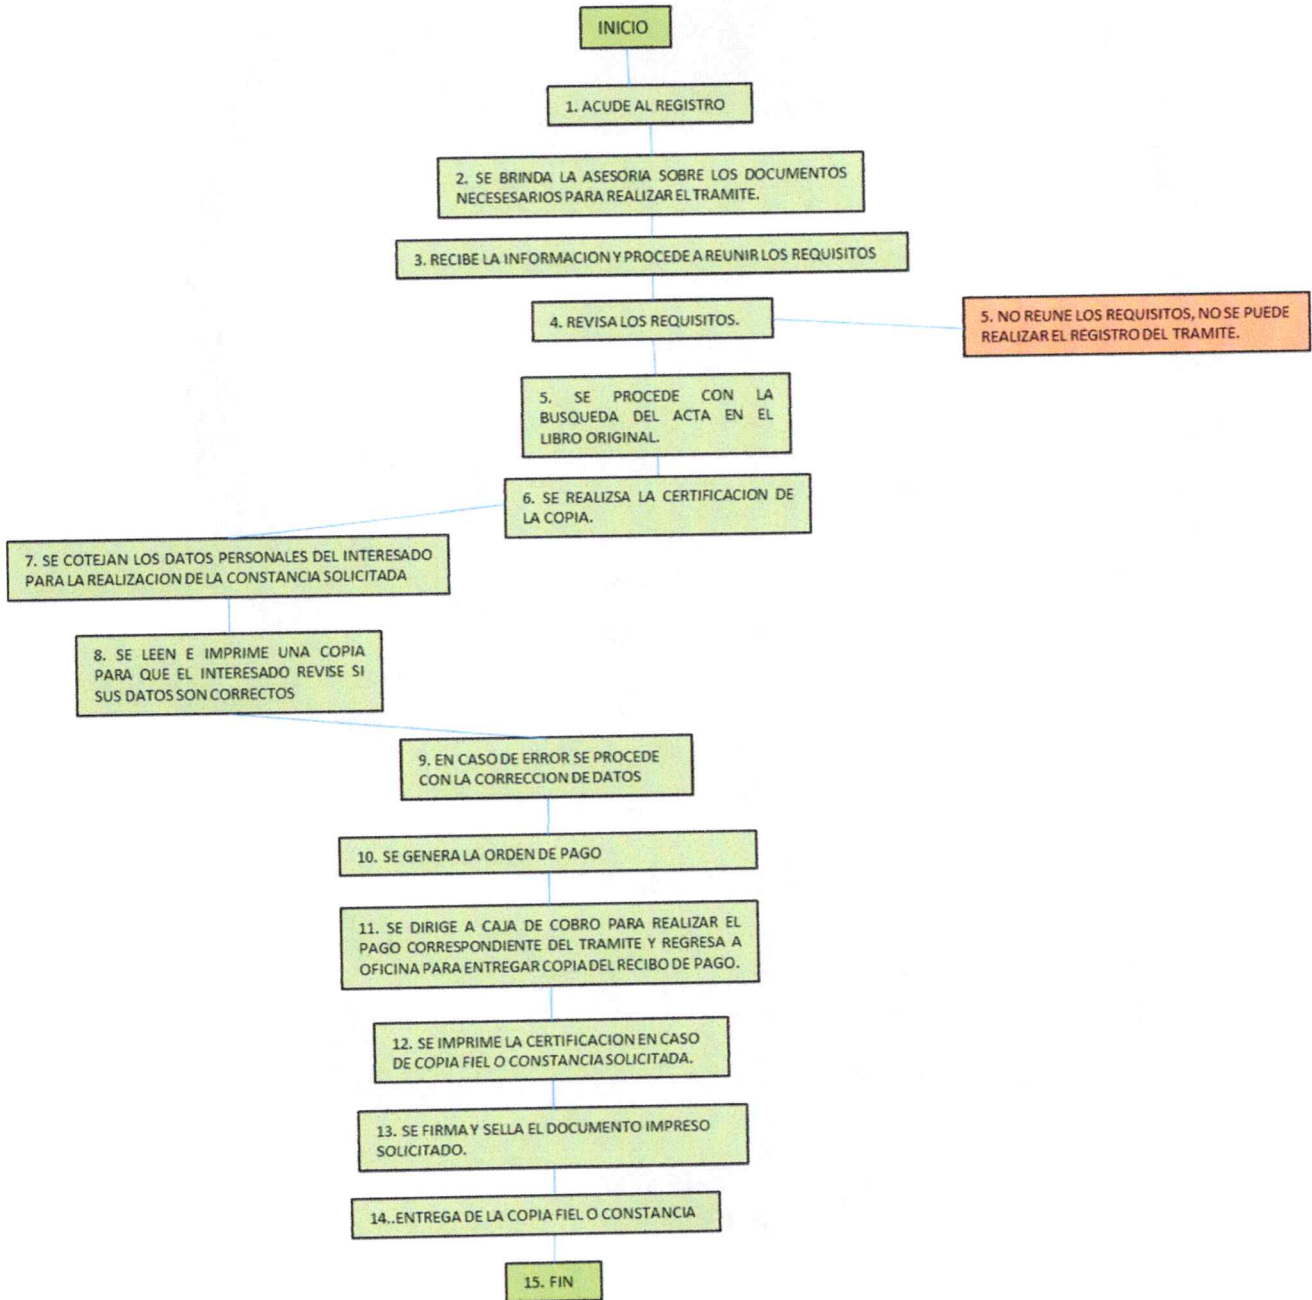 INICIO
1. ACUDE AL REGISTRO
2. SE BRINDA LA ASESORIA SOBRE LOS DOCUMENTOS
NECESESARIOS PARA REALIZAR EL TRAMITE.
3. RECIBE LA INFORMACION Y PROCEDE A REUNIR LOS REQUISITOS
4. REVISA LOS REQUISITOS.
5. NO REUNE LOS REQUISITOS, NO SE PUEDE
REALIZAR EL REGISTRO DEL TRAMITE.
5. SE PROCEDE CON LA
BUSQUEDA DEL ACTA EN EL
LIBRO ORIGINAL.
6. SE REALIZSA LA CERTIFICACION DE
LA COPIA.
7. SE COTEJAN LOS DATOS PERSONALES DEL INTERESADO
PARA LA REALIZACION DE LA CONSTANCIA SOLICITADA
8. SE LEEN E IMPRIME UNA COPIA
PARA QUE EL INTERESADO REVISE SI
SUS DATOS SON CORRECTOS
9. EN CASO DE ERROR SE PROCEDE
CON LA CORRECCION DE DATOS
10. SE GENERA LA ORDEN DE PAGO
11. SE DIRIGE A CAJA DE COBRO PARA REALIZAR EL
PAGO CORRESPONDIENTE DEL TRAMITE Y REGRESA A
OFICINA PARA ENTREGAR COPIA DEL RECIBO DE PAGO.
12. SE IMPRIME LA CERTIFICACION EN CASO
DE COPIA FIEL O CONSTANCIA SOLICITADA.
13. SE FIRMA Y SELLA EL DOCUMENTO IMPRESO
SOLICITADO.
14..ENTREGA DE LA COPIA FIEL O CONSTANCIA
15. FIN